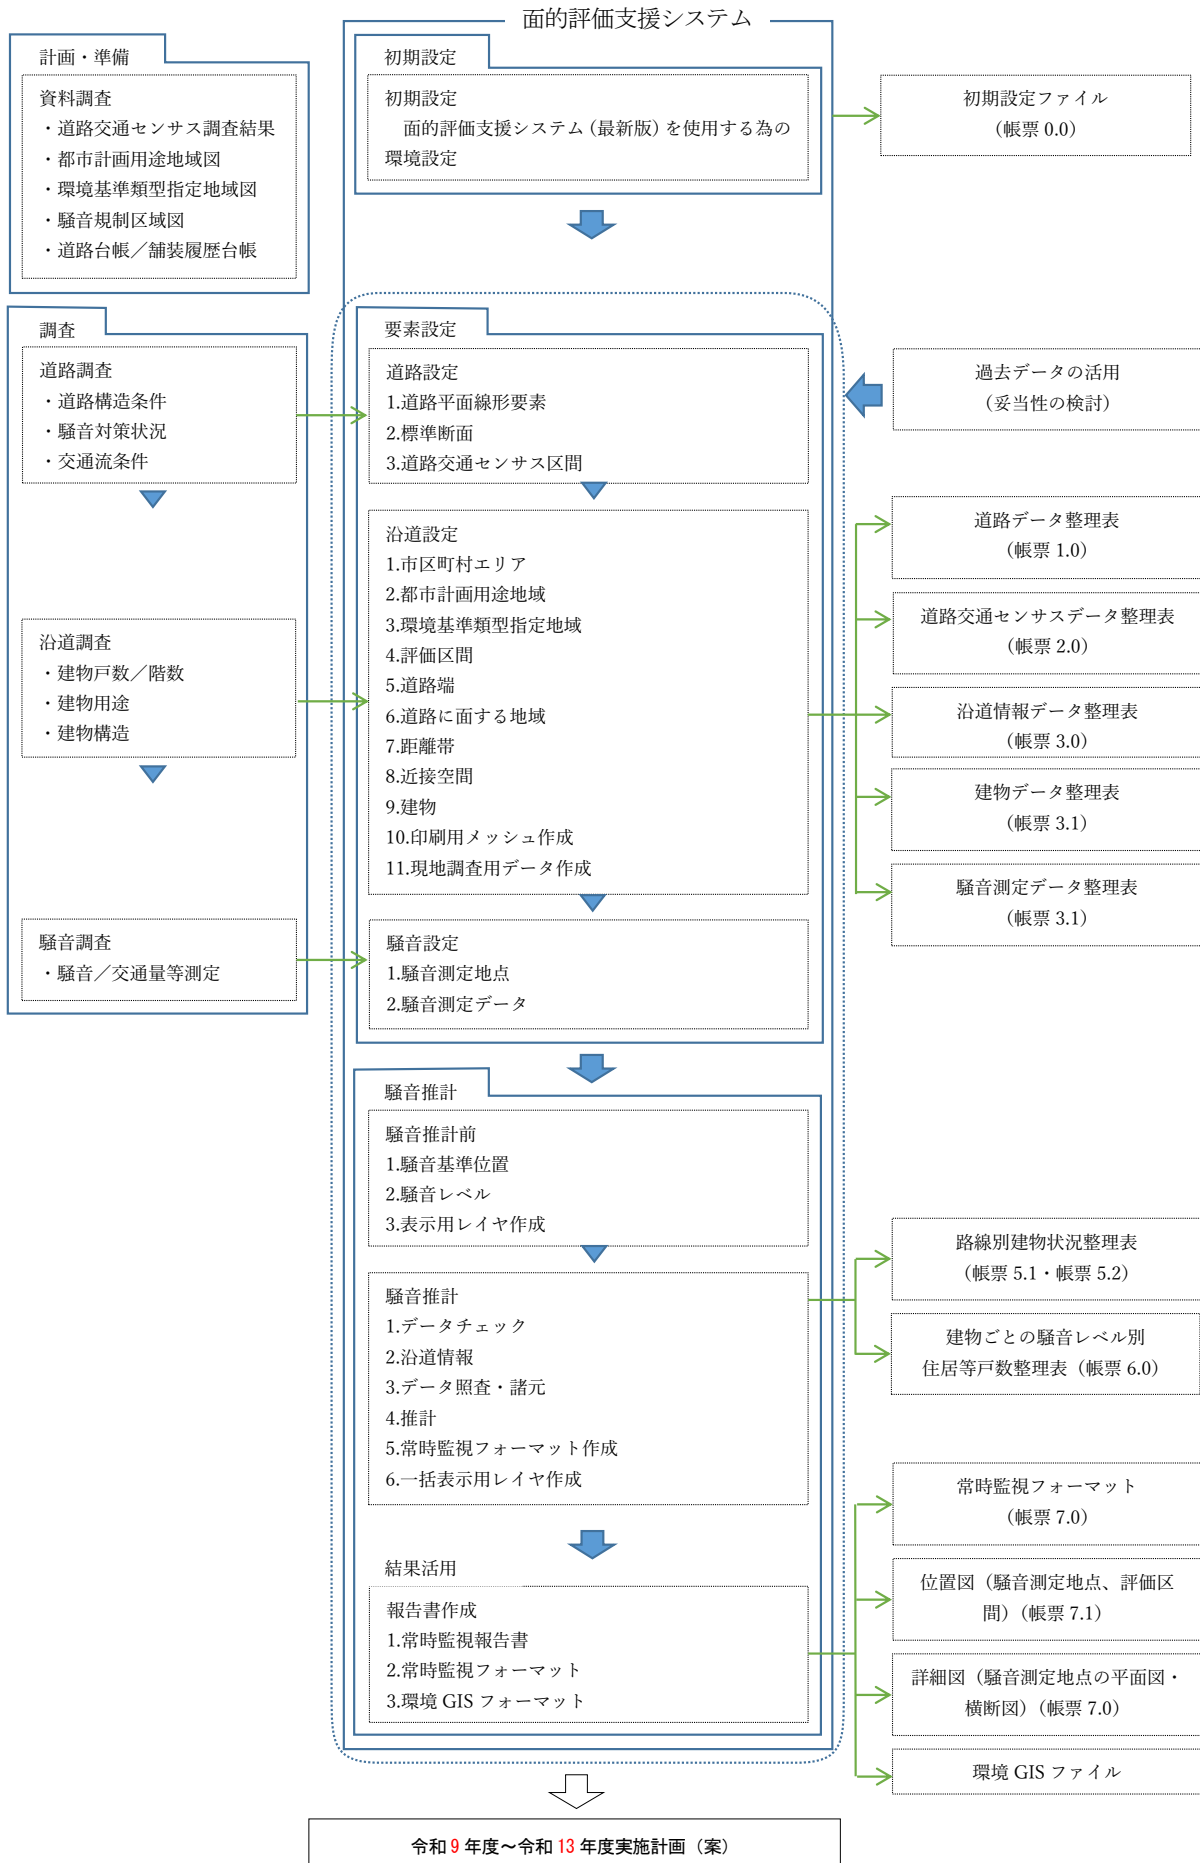 面的評価支援システム
計画・準備
資料調査
・道路交通センサス調査結果
・都市計画用途地域図
・環境基準類型指定地域図
・騒音規制区域図
・道路台帳／舗装履歴台帳
初期設定
初期設定
面的評価支援システム（最新版）を使用する為の
環境設定
初期設定ファイル
（帳票 0.0）
調査
道路調査
・道路構造条件
・騒音対策状況
・交通流条件
沿道調査
・建物戸数／階数
・建物用途
・建物構造
騒音調査
・騒音／交通量等測定
要素設定
道路設定
1.道路平面線形要素
2.標準断面
3.道路交通センサス区間
沿道設定
1.市区町村エリア
2.都市計画用途地域
3.環境基準類型指定地域
4.評価区間
5.道路端
6.道路に面する地域
7.距離帯
8.近接空間
9.建物
10.印刷用メッシュ作成
11.現地調査用データ作成
騒音設定
1.騒音測定地点
2.騒音測定データ
過去データの活用
（妥当性の検討）
道路データ整理表
（帳票 1.0）
道路交通センサスデータ整理表
（帳票 2.0）
沿道情報データ整理表
（帳票 3.0）
建物データ整理表
（帳票 3.1）
騒音測定データ整理表
（帳票 3.1）
騒音推計
騒音推計前
1.騒音基準位置
2.騒音レベル
3.表示用レイヤ作成
騒音推計
1.データチェック
2.沿道情報
3.データ照査・諸元
4.推計
5.常時監視フォーマット作成
6.一括表示用レイヤ作成
路線別建物状況整理表
（帳票 5.1・帳票 5.2）
建物ごとの騒音レベル別
住居等戸数整理表（帳票 6.0）
結果活用
報告書作成
1.常時監視報告書
2.常時監視フォーマット
3.環境 GIS フォーマット
常時監視フォーマット
（帳票 7.0）
位置図（騒音測定地点、評価区
間）（帳票 7.1）
詳細図（騒音測定地点の平面図・
横断図）（帳票 7.0）
環境 GIS ファイル
令和 9 年度～令和 13 年度実施計画（案）